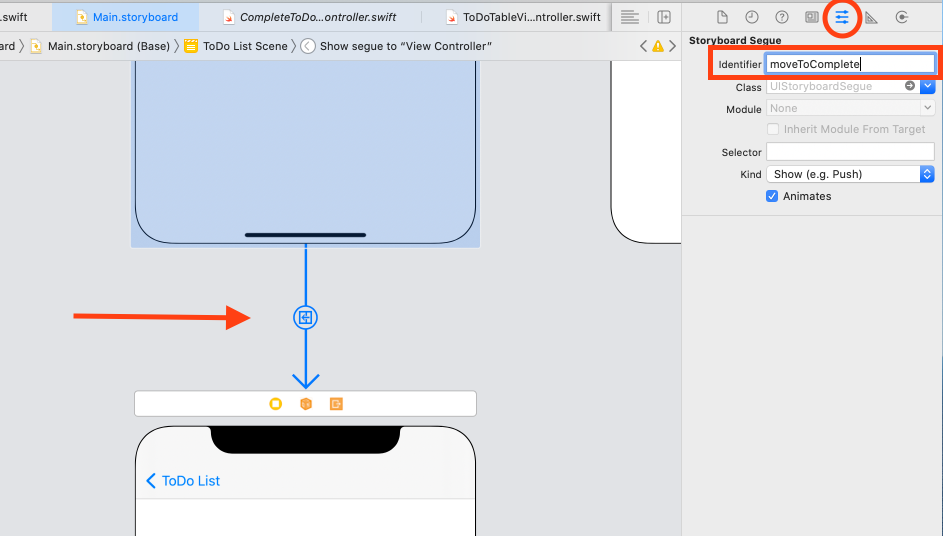 .swift
Main.storyboard
CompleteToDo...ontroller.swift
ToDoTableVi...ntroller.swift
ard
Main.storyboard (Base)
ToDo List Scene
Show segue to “View Controller”
Storyboard Segue
Identifier moveToComplete
Class UIStoryboardSegue
Module None
Inherit Module From Target
Selector
Kind Show (e.g. Push)
Animates
ToDo List